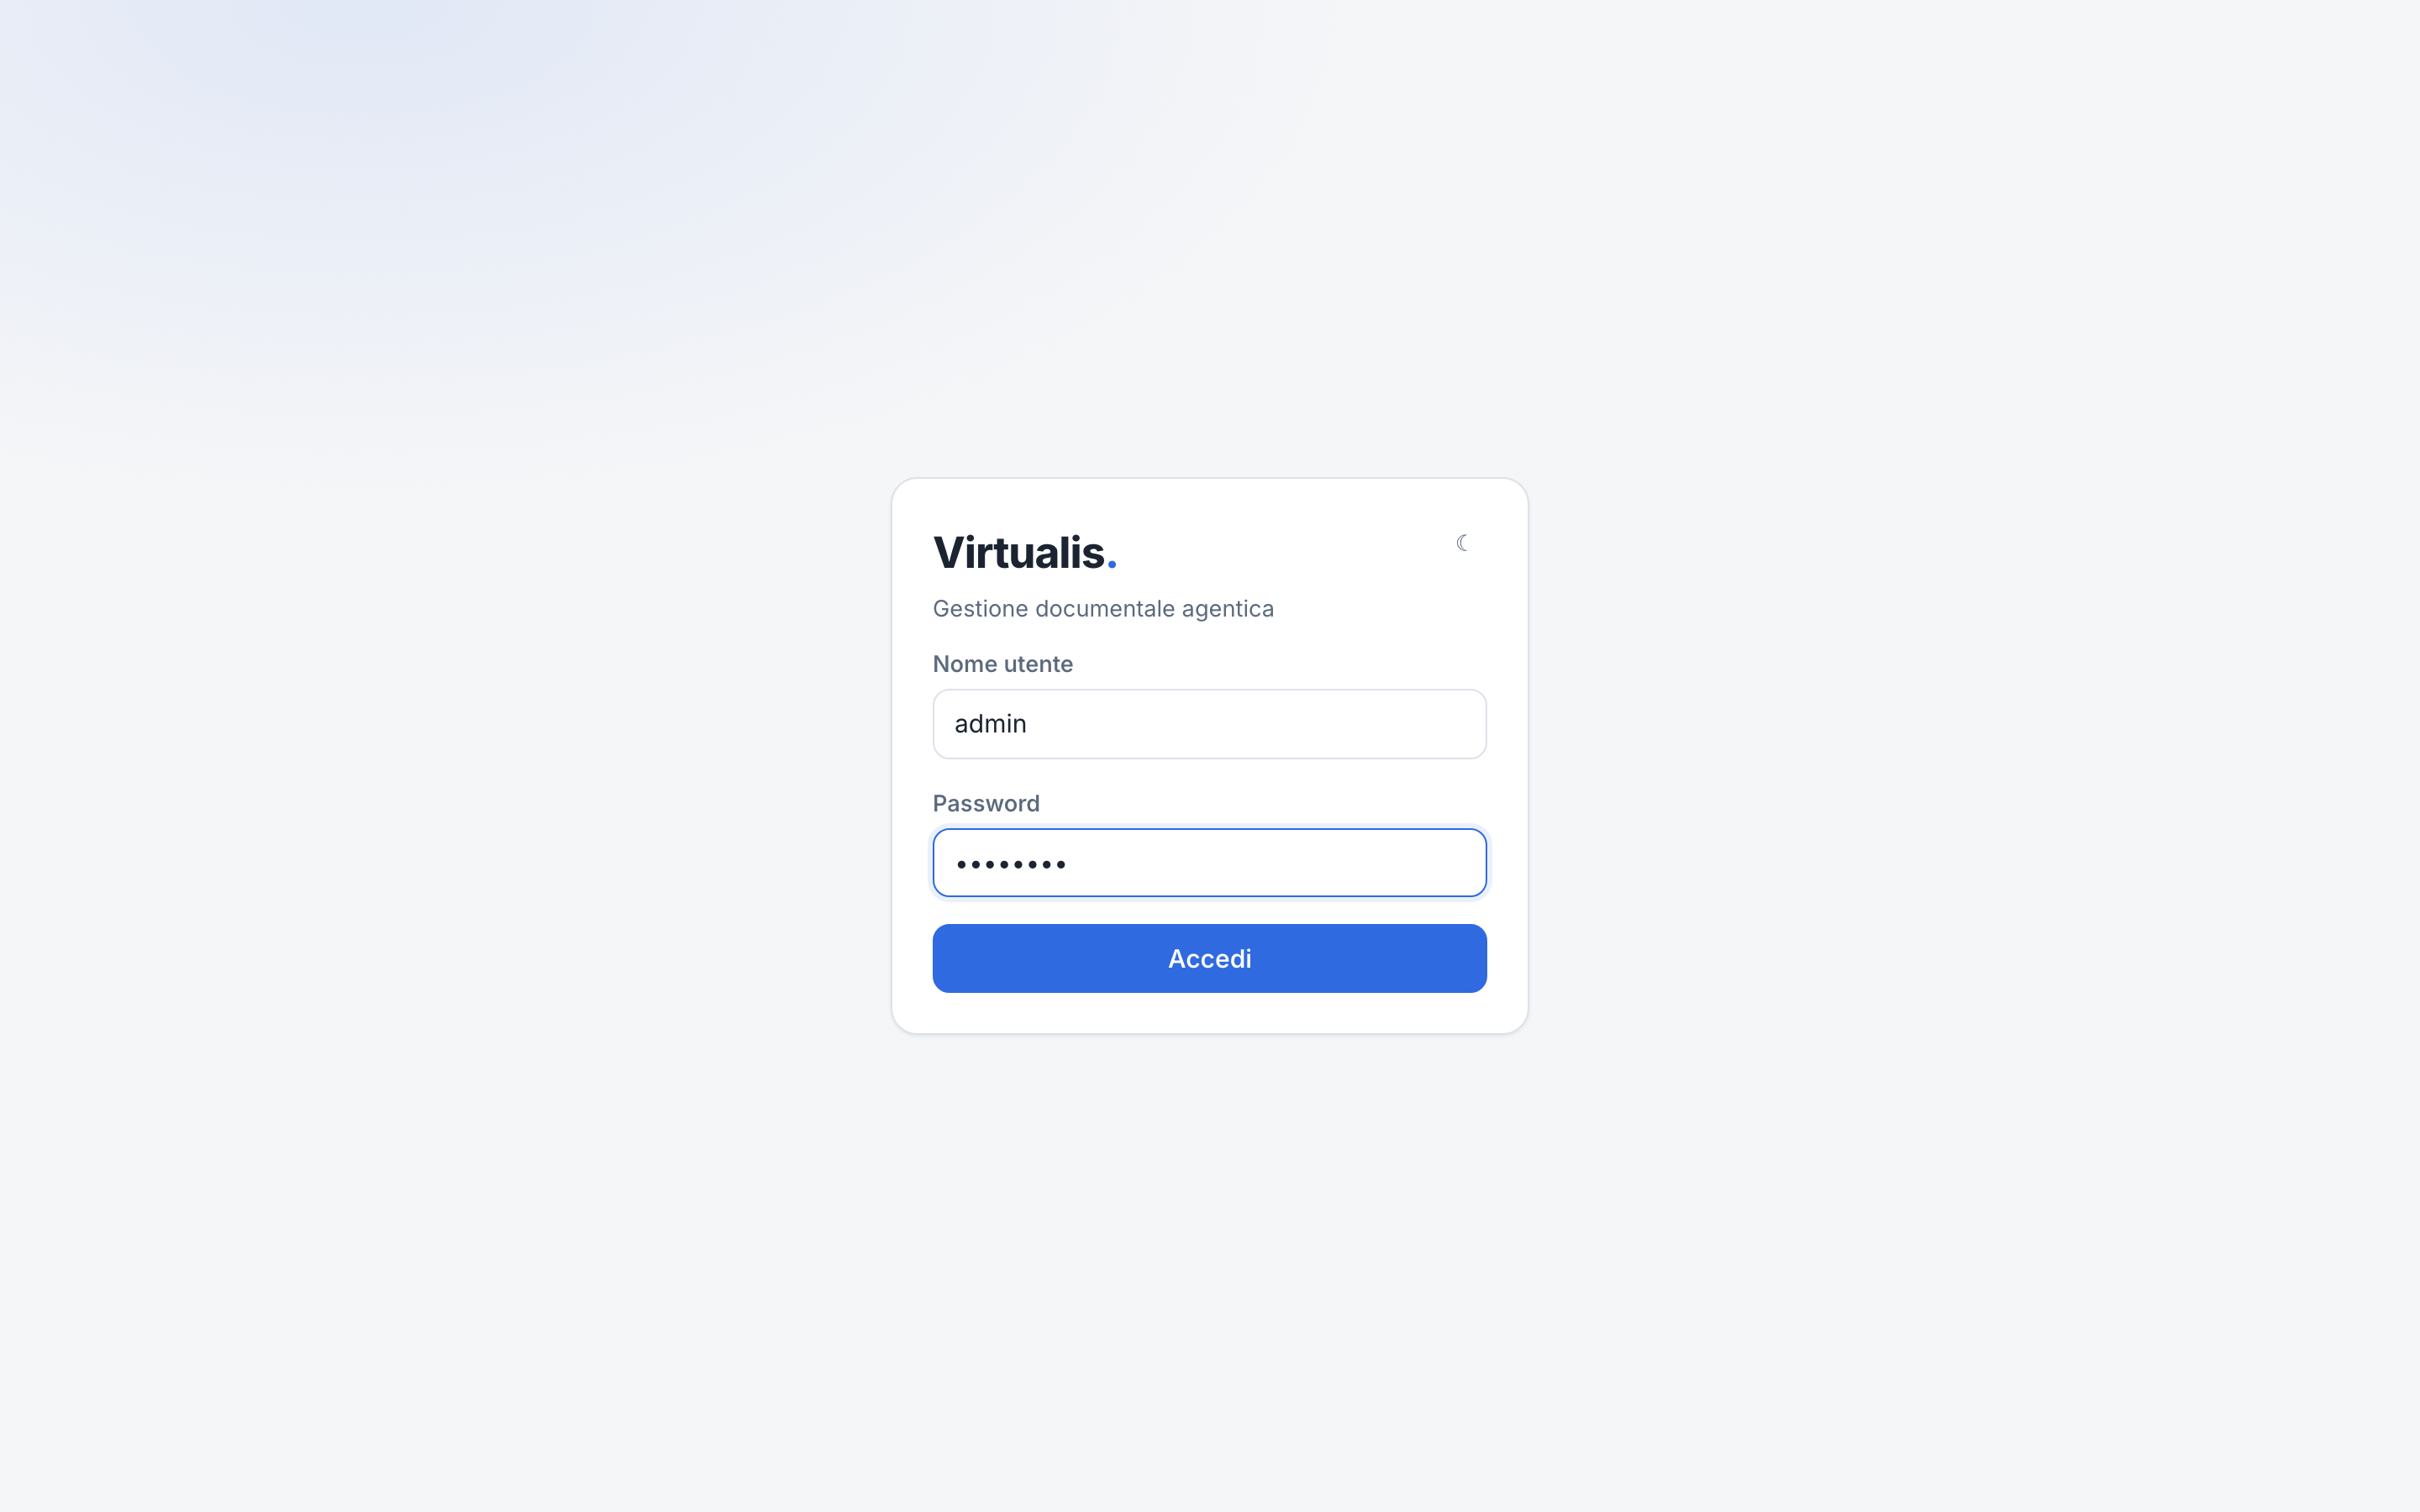 Virtualis.
Gestione documentale agentica
Nome utente
admin
Password
••••••••
Accedi